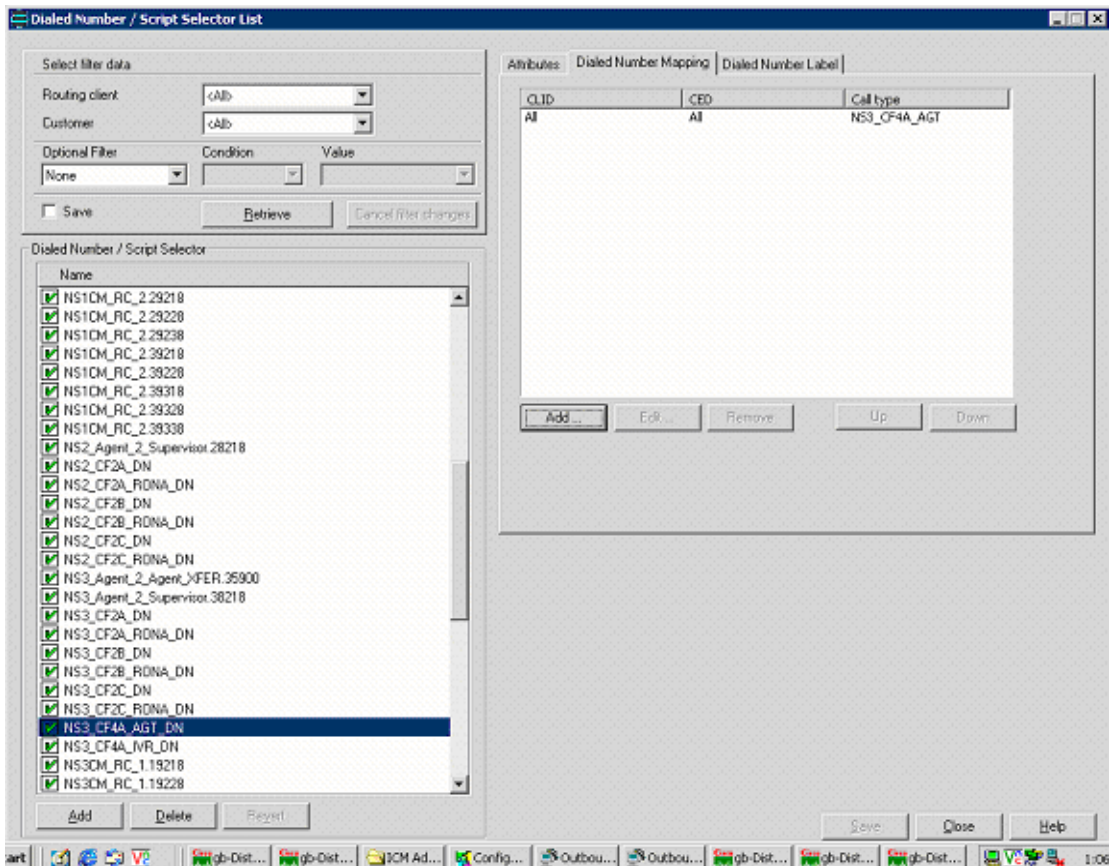 Dialed Number / Script Selector List
Select filter data
Routing client
<All>
Customer
<All>
Optional Filter Condition Value
None
Save Retrieve Cancel filter changes
Dialed Number / Script Selector
Name
NS1CM_RC_2.29218
NS1CM_RC_2.29228
NS1CM_RC_2.29238
NS1CM_RC_2.39218
NS1CM_RC_2.39228
NS1CM_RC_2.39318
NS1CM_RC_2.39328
NS1CM_RC_2.39338
NS2_Agent_2_Supervisor.28218
NS2_CF2A_DN
NS2_CF2A_RONA_DN
NS2_CF2B_DN
NS2_CF2B_RONA_DN
NS2_CF2C_DN
NS2_CF2C_RONA_DN
NS3_Agent_2_Agent_XFER.35900
NS3_Agent_2_Supervisor.38218
NS3_CF2A_DN
NS3_CF2A_RONA_DN
NS3_CF2B_DN
NS3_CF2B_RONA_DN
NS3_CF2C_DN
NS3_CF2C_RONA_DN
NS3_CF4A_AGT_DN
NS3_CF4A_IVR_DN
NS3CM_RC_1.19218
NS3CM_RC_1.19228
Add Delete Revert
Attributes Dialed Number Mapping Dialed Number Label
CLID CED Call type
All All NS3_CF4A_AGT
Add ... Edit... Remove Up Down
Save Close Help
art gb-Dist... gb-Dist... ICM Ad... Config... Outbou... Outbou... gb-Dist... gb-Dist... gb-Dist...